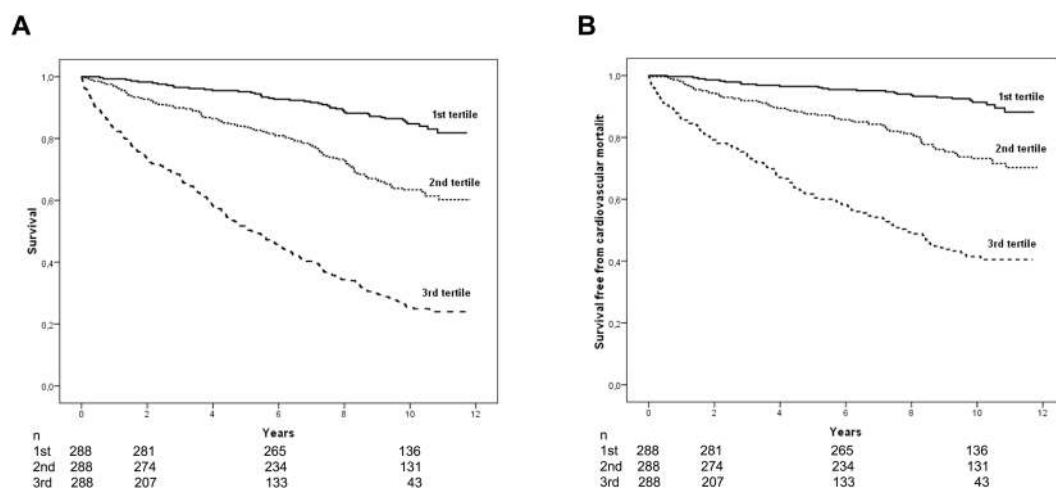 A
Survival
1,0
0,8
0,6
0,4
0,2
0,0
1st tertile
2nd tertile
3rd tertile
0 2 4 6 8 10 12
Years
n
1st 288 281 265 136
2nd 288 274 234 131
3rd 288 207 133 43
B
Survival free from cardiovascular mortalit
1,0
0,8
0,6
0,4
0,2
0,0
1st tertile
2nd tertile
3rd tertile
0 2 4 6 8 10 12
Years
n
1st 288 281 265 136
2nd 288 274 234 131
3rd 288 207 133 43